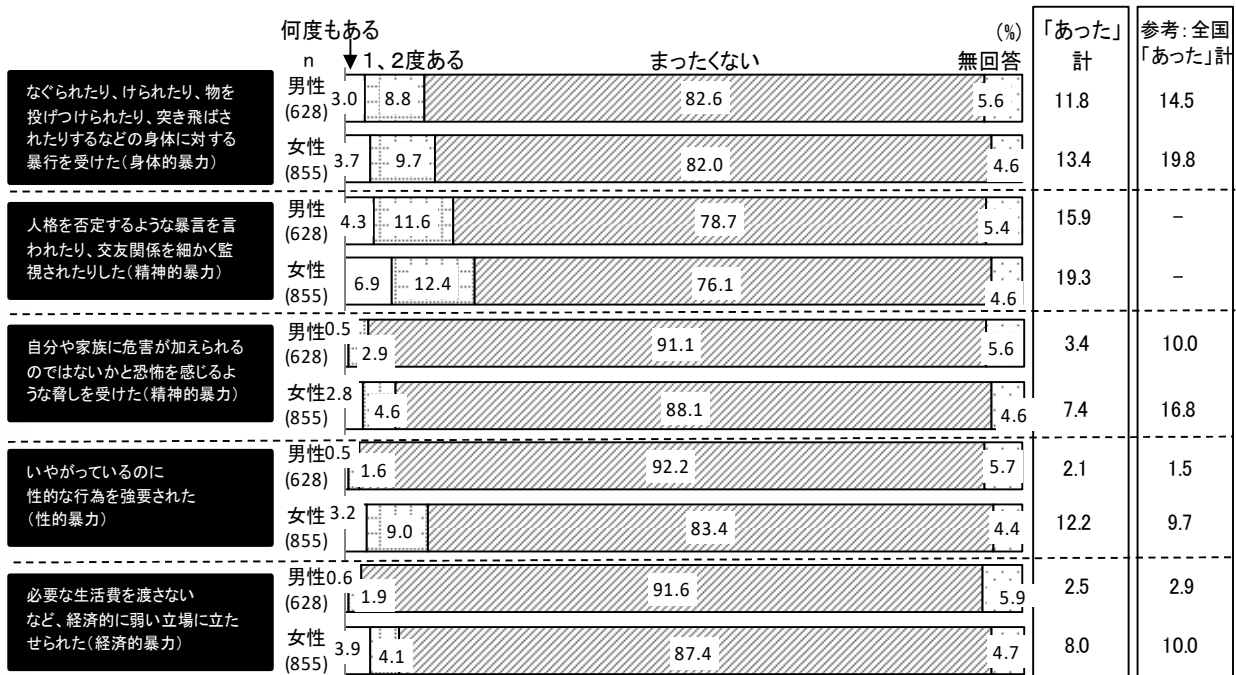 何度もある
(%)
「あった」
計
参考：全国
「あった」計
n
1、2度ある
まったくない
無回答
なぐられたり、けられたり、物を
投げつけられたり、突き飛ばさ
れたりするなどの身体に対する
暴行を受けた（身体的暴力）
男性
(628)
3.0
8.8
82.6
5.6
11.8
14.5
女性
(855)
3.7
9.7
82.0
4.6
13.4
19.8
人格を否定するような暴言を言
われたり、交友関係を細かく監
視されたりした（精神的暴力）
男性
(628)
4.3
11.6
78.7
5.4
15.9
－
女性
(855)
6.9
12.4
76.1
4.6
19.3
－
自分や家族に危害が加えられる
のではないかと恐怖を感じるよ
うな脅しを受けた（精神的暴力）
男性
(628)
0.5
2.9
91.1
5.6
3.4
10.0
女性
(855)
2.8
4.6
88.1
4.6
7.4
16.8
いやがっているのに
性的な行為を強要された
（性的暴力）
男性
(628)
0.5
1.6
92.2
5.7
2.1
1.5
女性
(855)
3.2
9.0
83.4
4.4
12.2
9.7
必要な生活費を渡さない
など、経済的に弱い立場に立た
せられた（経済的暴力）
男性
(628)
0.6
1.9
91.6
5.9
2.5
2.9
女性
(855)
3.9
4.1
87.4
4.7
8.0
10.0